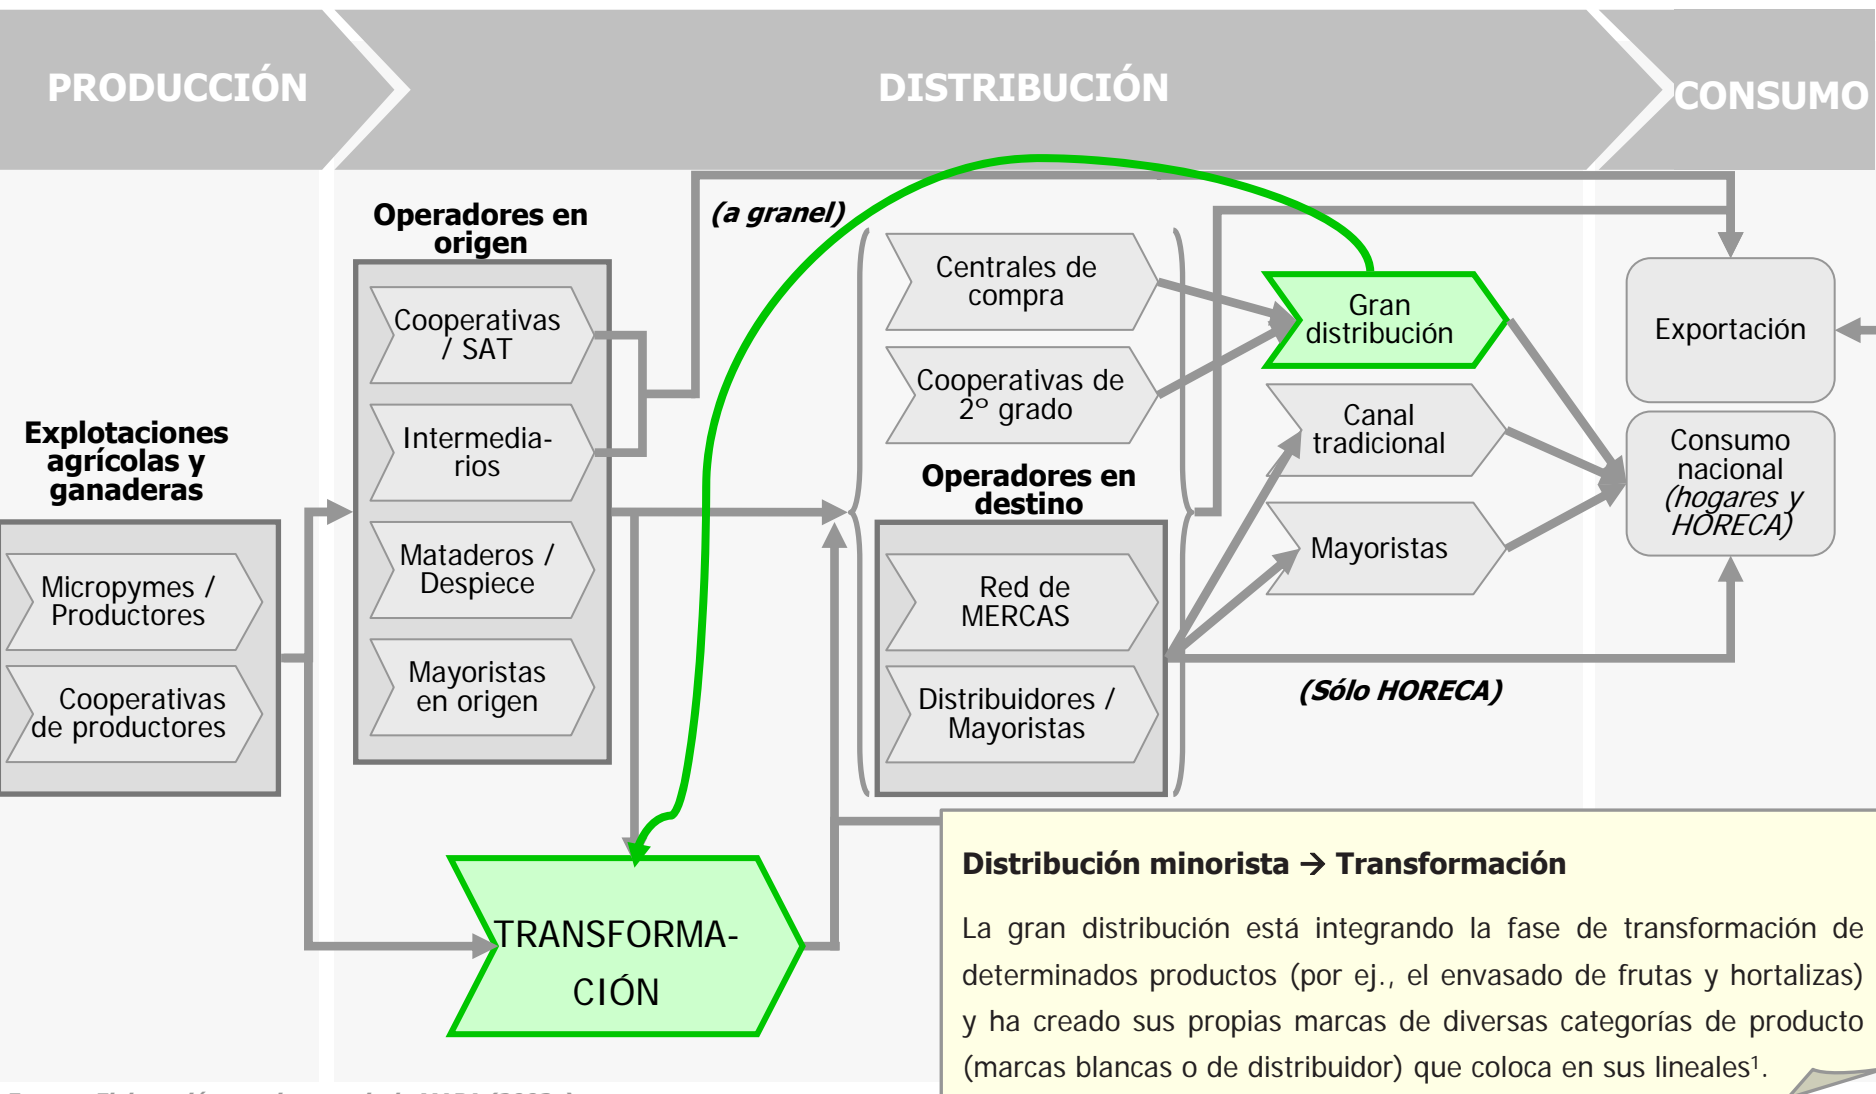 PRODUCCIÓN
DISTRIBUCIÓN
CONSUMO
Explotaciones
agrícolas y
ganaderas
Micropymes /
Productores
Cooperativas
de productores
Operadores en
origen
Cooperativas
/ SAT
Intermedia-
rios
Mataderos /
Despiece
Mayoristas
en origen
(a granel)
Centrales de
compra
Cooperativas de
2º grado
Operadores en
destino
Red de
MERCAS
Distribuidores /
Mayoristas
Gran
distribución
Canal
tradicional
Mayoristas
(Sólo HORECA)
Exportación
Consumo
nacional
(hogares y
HORECA)
TRANSFORMA-
CIÓN
Distribución minorista → Transformación
La gran distribución está integrando la fase de transformación de
determinados productos (por ej., el envasado de frutas y hortalizas)
y ha creado sus propias marcas de diversas categorías de producto
(marcas blancas o de distribuidor) que coloca en sus lineales¹.